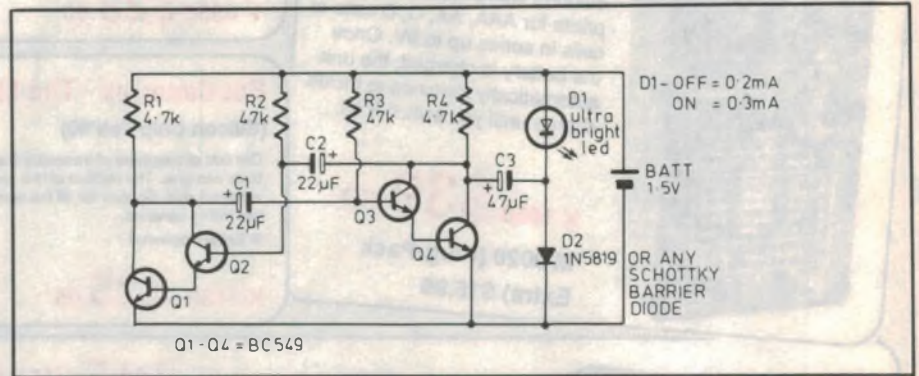 R1
4·7k
R2
47k
R3
47k
R4
4·7k
D1
ultra
bright
led
D1-OFF = 0·2mA
ON = 0·3mA
BATT
1·5V
C2
+
22µF
+
C1
22µF
C3
+
47µF
Q3
Q4
Q2
Q1
D2
1N5819
OR ANY
SCHOTTKY
BARRIER
DIODE
Q1-Q4 = BC549